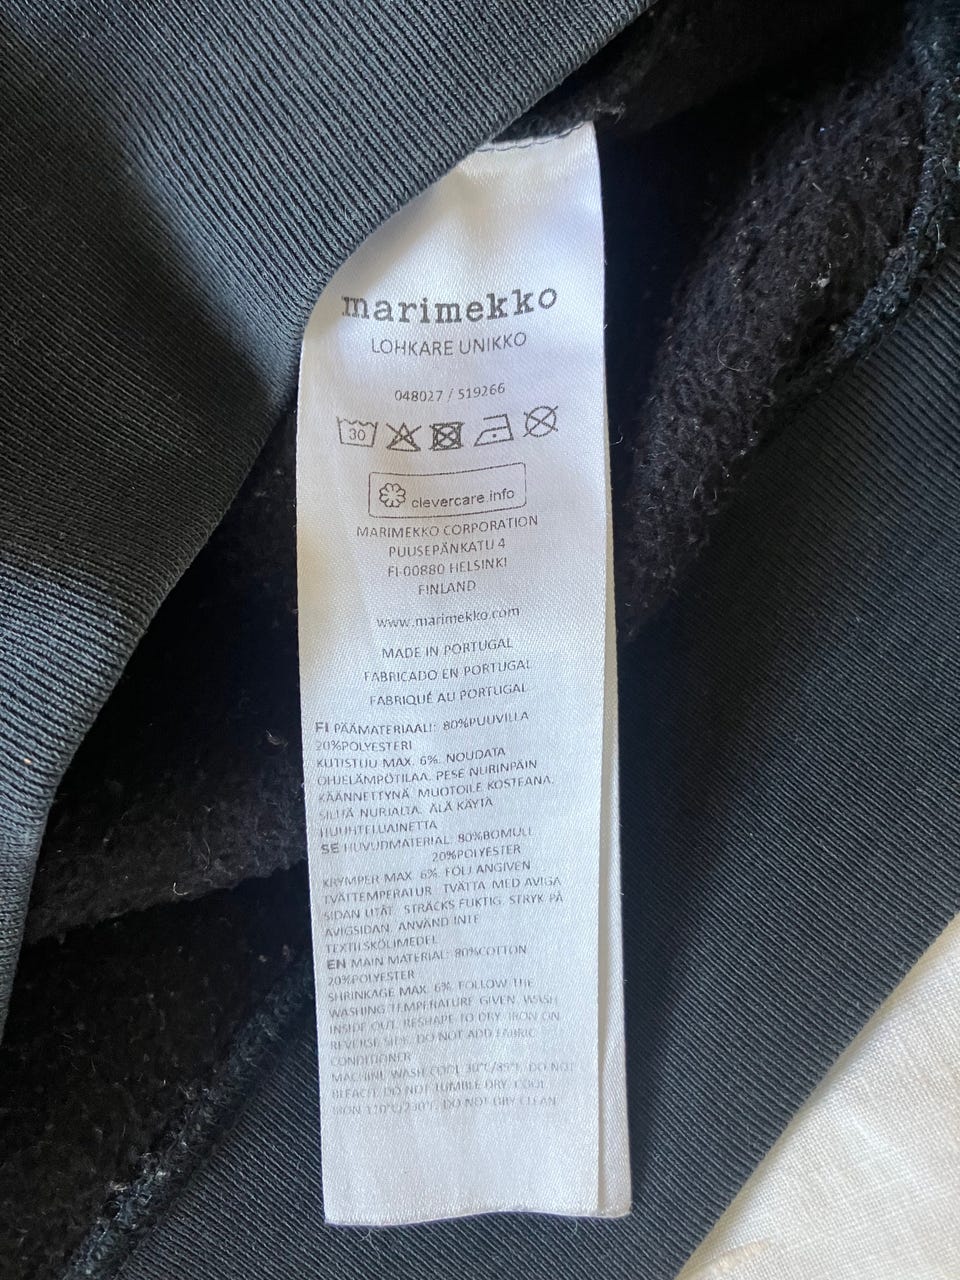 marimekko
LOHKARE UNIKKO
048027 / 519266
30
clevercare.info
MARIMEKKO CORPORATION
PUUSEPÄNKATU 4
FI-00880 HELSINKI
FINLAND
www.marimekko.com
MADE IN PORTUGAL
FABRICADO EN PORTUGAL
FABRIQUÉ AU PORTUGAL
FI PÄÄMATERIAALI: 80%PUUVILLA
20%POLYESTERI
KUTISTUU MAX. 6%. NOUDATA
OHJELÄMPÖTILAA. PESE NURINPÄIN
KÄÄNNETTYNÄ. MUOTOILE KOSTEANA.
SILITÄ NURJALTA. ÄLÄ KÄYTÄ
HUUHTELUAINETTA
SE HUVUDMATERIAL: 80%BOMULL
20%POLYESTER
KRYMPER MAX. 6%. FÖLJ ANGIVEN
TVÄTTEMPERATUR. TVÄTTA MED AVIGA
SIDAN UTÅT. STRÄCKS FUKTIG. STRYK PÅ
AVIGSIDAN. ANVÄND INTE
TEXTILSKÖLJMEDEL
EN MAIN MATERIAL: 80%COTTON
20%POLYESTER
SHRINKAGE MAX. 6%. FOLLOW THE
WASHING TEMPERATURE GIVEN. WASH
INSIDE OUT. RESHAPE TO DRY. IRON ON
REVERSE SIDE. DO NOT ADD FABRIC
CONDITIONER
MACHINE WASH COOL 30°C/89°F. DO NOT
BLEACH. DO NOT TUMBLE DRY. COOL
IRON 110°C/230°F. DO NOT DRY CLEAN.